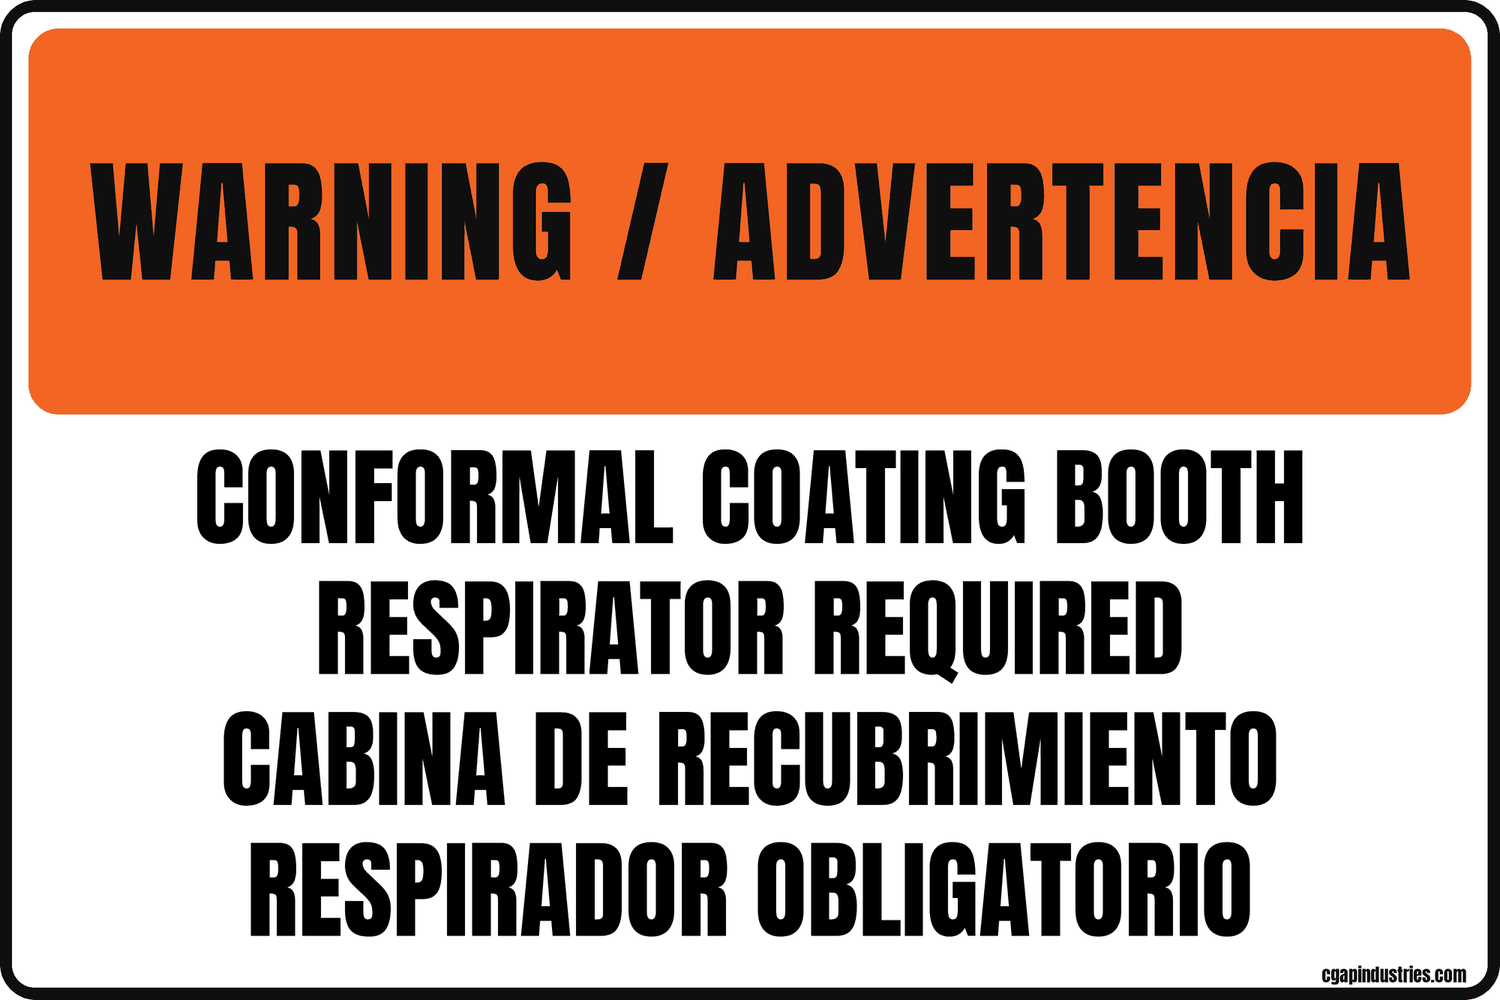 WARNING / ADVERTENCIA
CONFORMAL COATING BOOTH
RESPIRATOR REQUIRED
CABINA DE RECUBRIMIENTO
RESPIRADOR OBLIGATORIO
cgapindustries.com